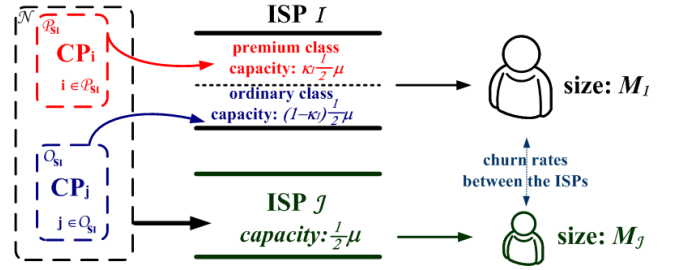 𝒩
ISP I
𝒫_SI
CP_i
i ∈ 𝒫_SI
premium class
capacity: κ_I ½ μ
ordinary class
capacity: (1−κ_I) ½ μ
size: M_I
𝒪_SI
CP_j
j ∈ 𝒪_SI
churn rates
between the ISPs
ISP 𝒥
capacity: ½ μ
size: M_𝒥